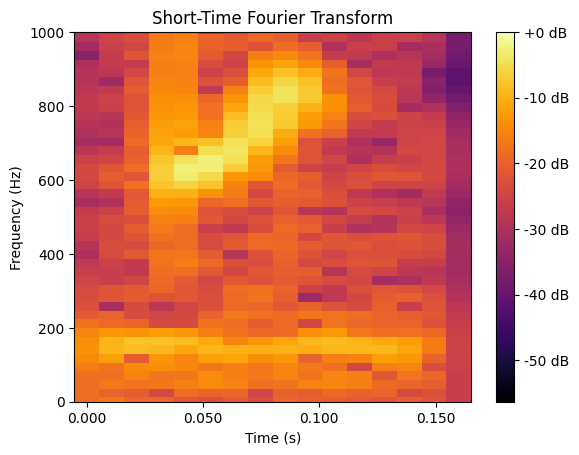 Short-Time Fourier Transform
Frequency (Hz)
1000
800
600
400
200
0
0.000
0.050
0.100
0.150
Time (s)
+0 dB
-10 dB
-20 dB
-30 dB
-40 dB
-50 dB